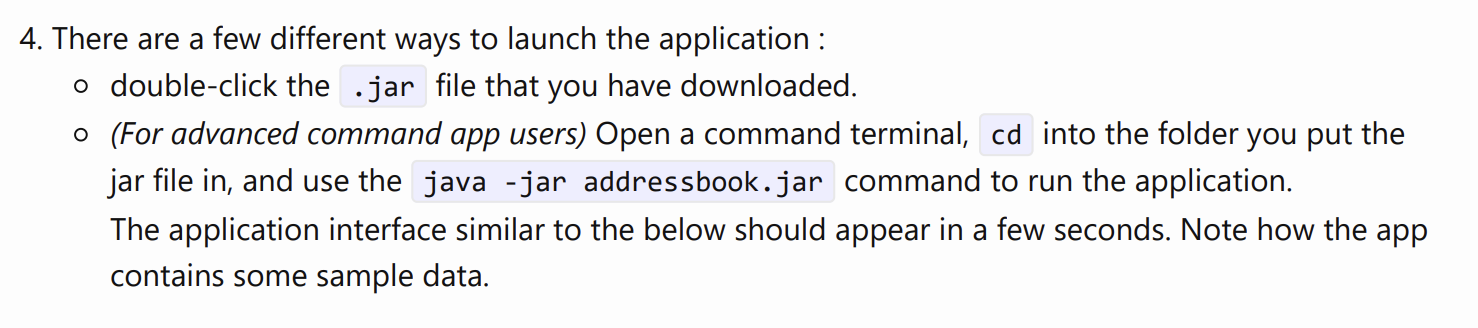 4. There are a few different ways to launch the application :
○ double-click the .jar file that you have downloaded.
○ (For advanced command app users) Open a command terminal, cd into the folder you put the
jar file in, and use the java -jar addressbook.jar command to run the application.
The application interface similar to the below should appear in a few seconds. Note how the app
contains some sample data.